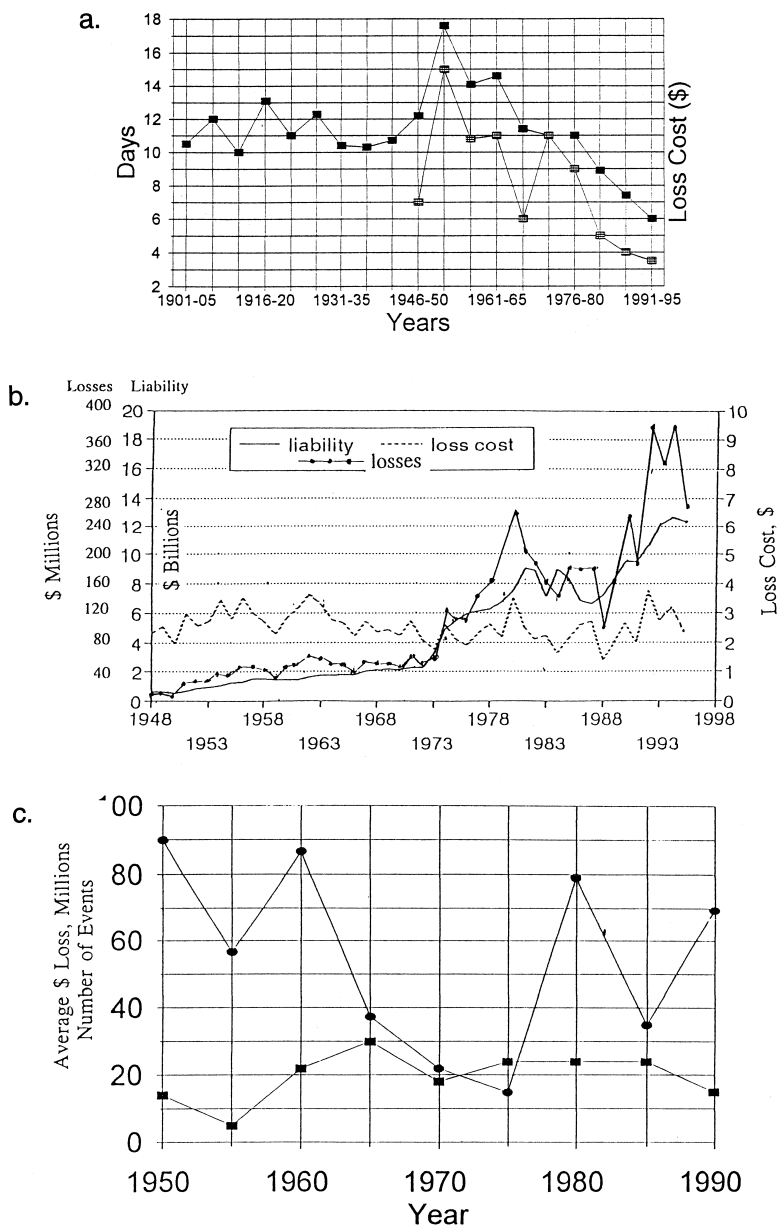 a.
18
16
14
12
10
8
6
4
2
Days
Loss Cost ($)
1901-05 1916-20 1931-35 1946-50 1961-65 1976-80 1991-95
Years
b.
Losses Liability
400
360
320
280
240
200
160
120
80
40
20
18
16
14
12
10
8
6
4
2
0
$ Millions
$ Billions
liability loss cost
losses
10
9
8
7
6
5
4
3
2
1
0
Loss Cost, $
1948 1958 1968 1978 1988 1998
1953 1963 1973 1983 1993
c.
00
80
60
40
20
0
Average $ Loss, Millions
Number of Events
1950 1960 1970 1980 1990
Year